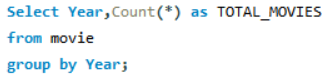 Select Year,Count(*) as TOTAL_MOVIES
from movie
group by Year;